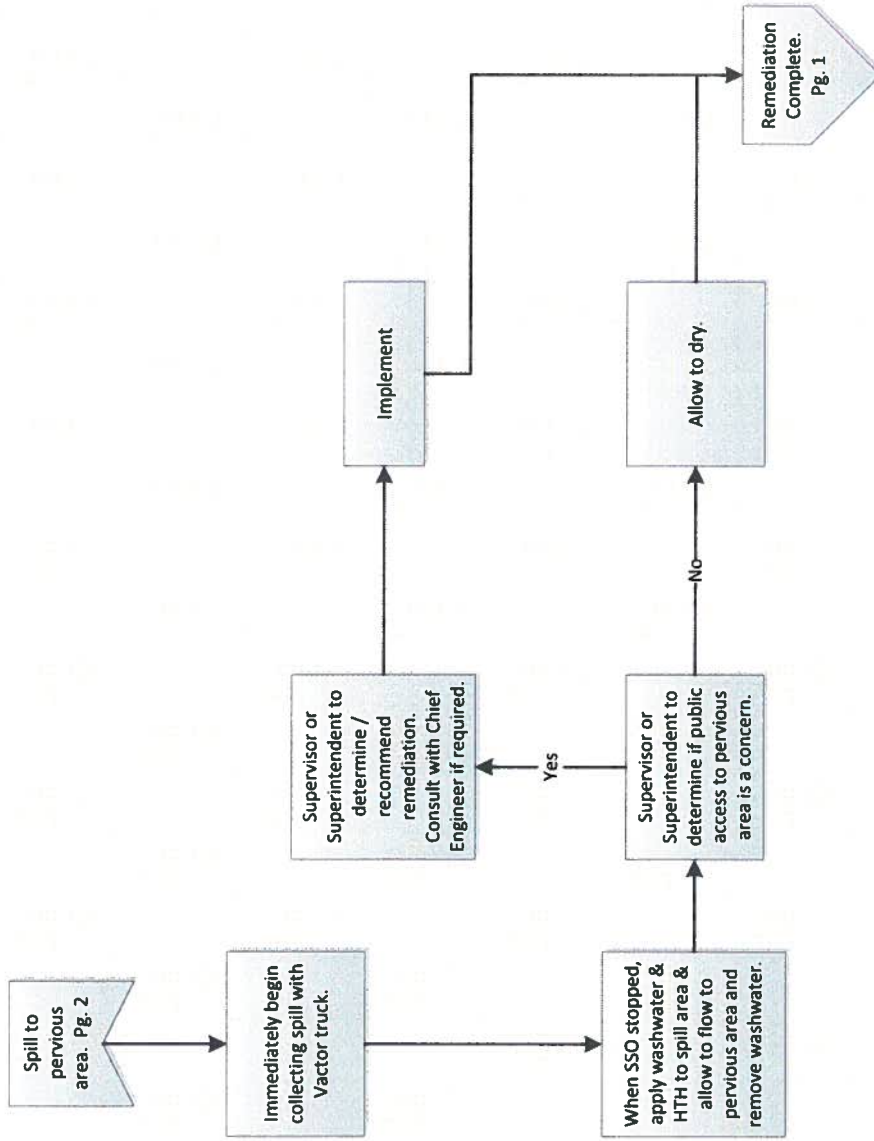 Spill to
pervious
area. Pg. 2
Immediately begin
collecting spill with
Vactor truck.
When SSO stopped,
apply washwater &
HTH to spill area &
allow to flow to
pervious area and
remove washwater.
Supervisor or
Superintendent to
determine if public
access to pervious
area is a concern.
Yes
Supervisor or
Superintendent to
determine /
recommend
remediation.
Consult with Chief
Engineer if required.
Implement
No
Allow to dry.
Remediation
Complete.
Pg. 1